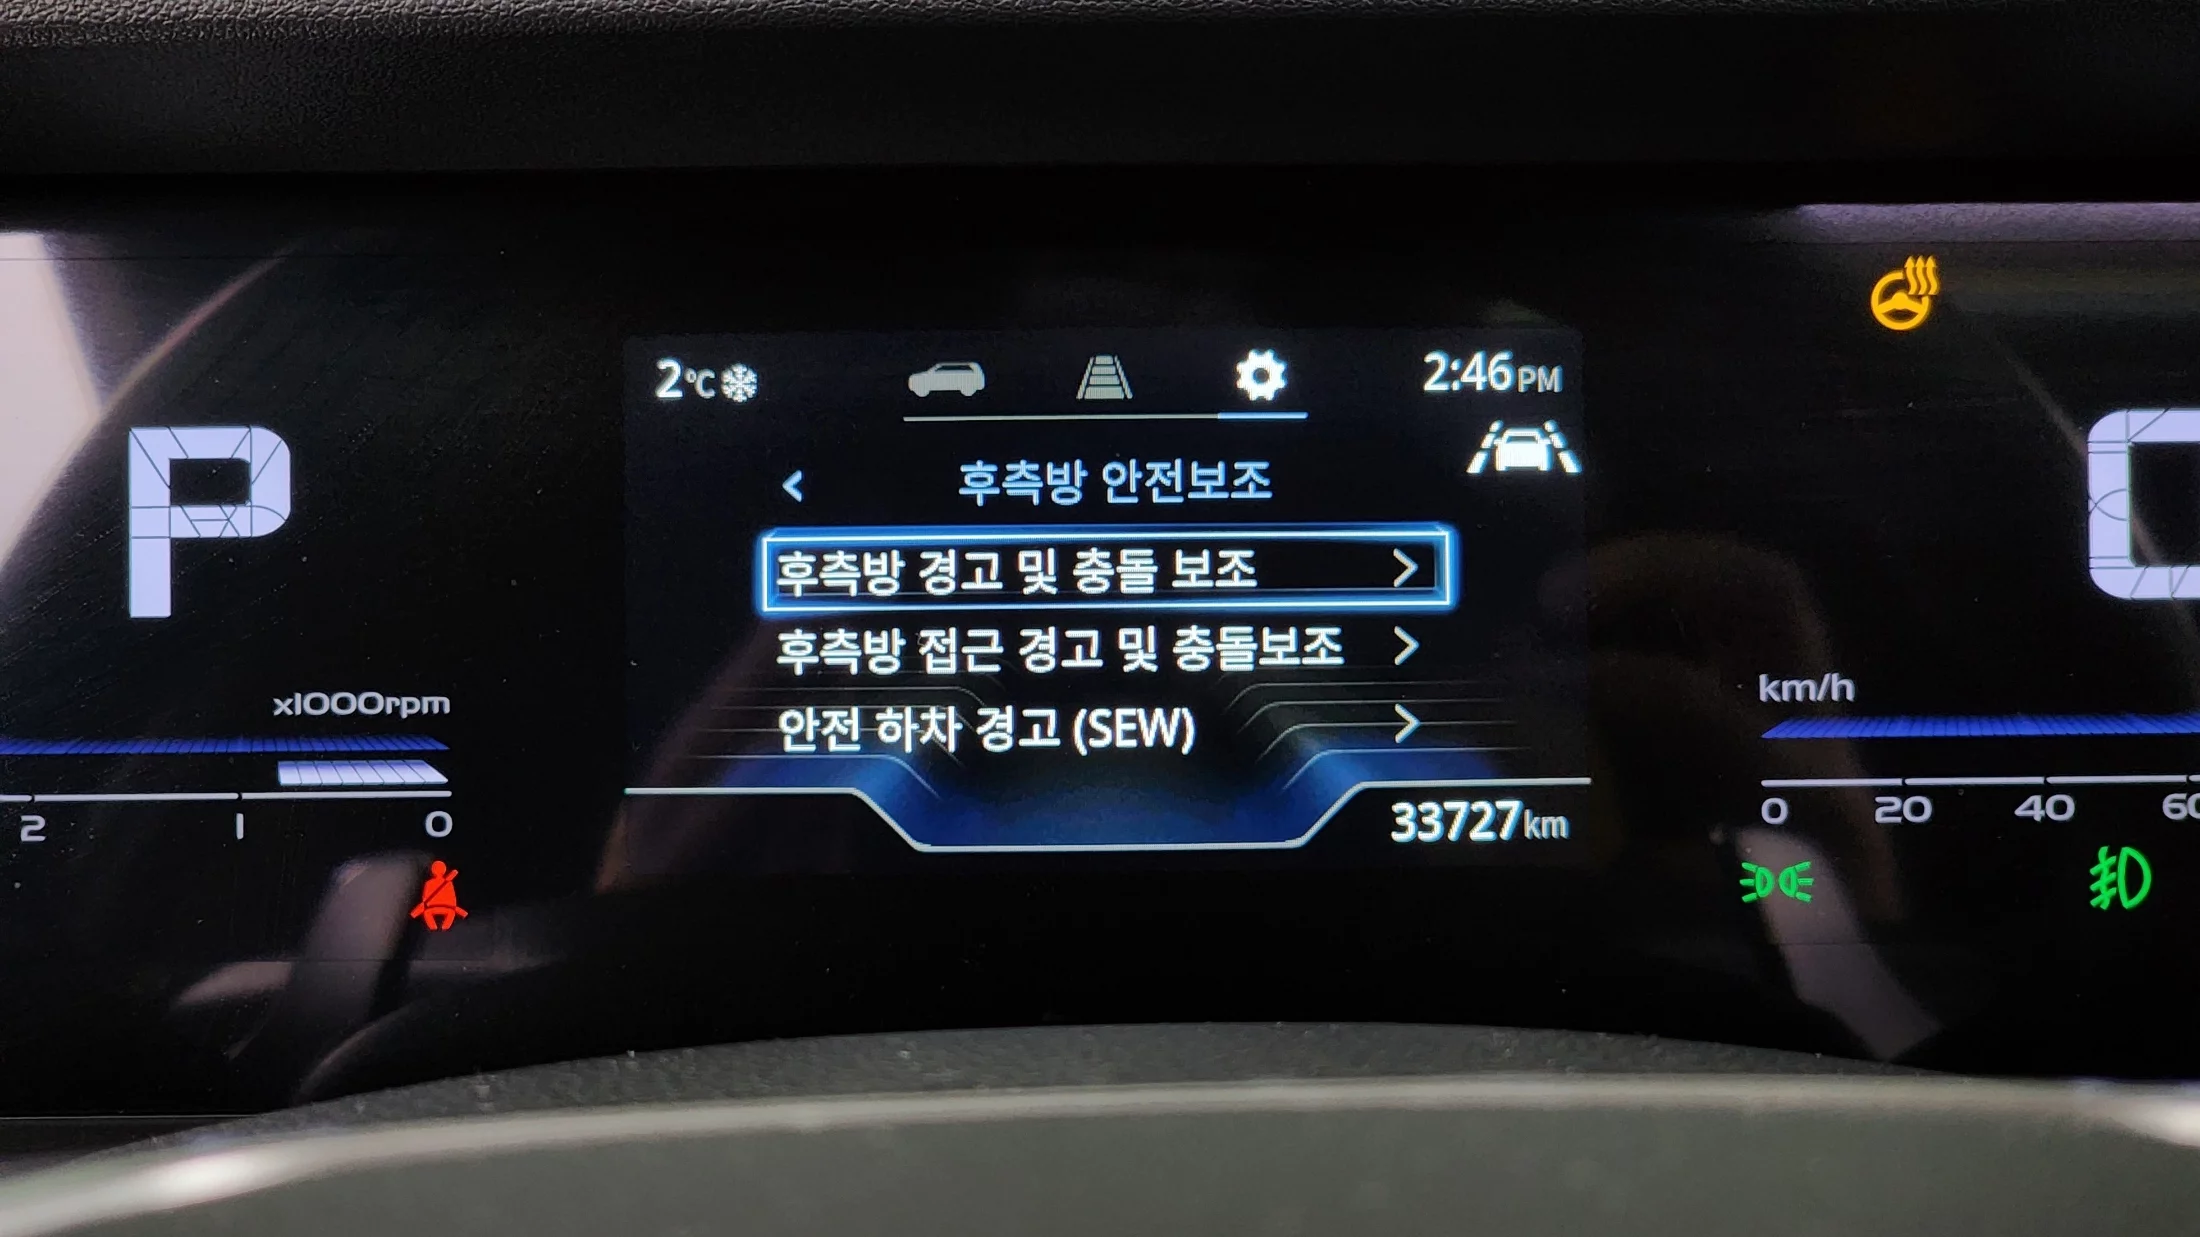 2℃
2:46PM
P
후측방 안전보조
후측방 경고 및 충돌 보조
후측방 접근 경고 및 충돌보조
안전 하차 경고 (SEW)
x1000rpm
km/h
2 1 0
33727km
0 20 40